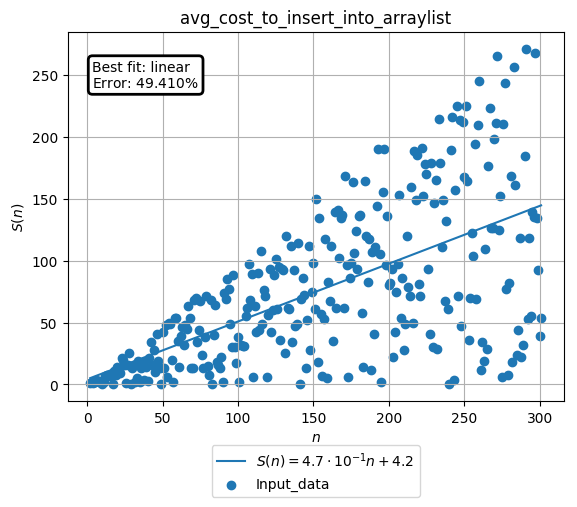 avg_cost_to_insert_into_arraylist
Best fit: linear
Error: 49.410%
250
200
150
100
50
0
S(n)
0 50 100 150 200 250 300
n
S(n) = 4.7 · 10⁻¹n + 4.2
Input_data